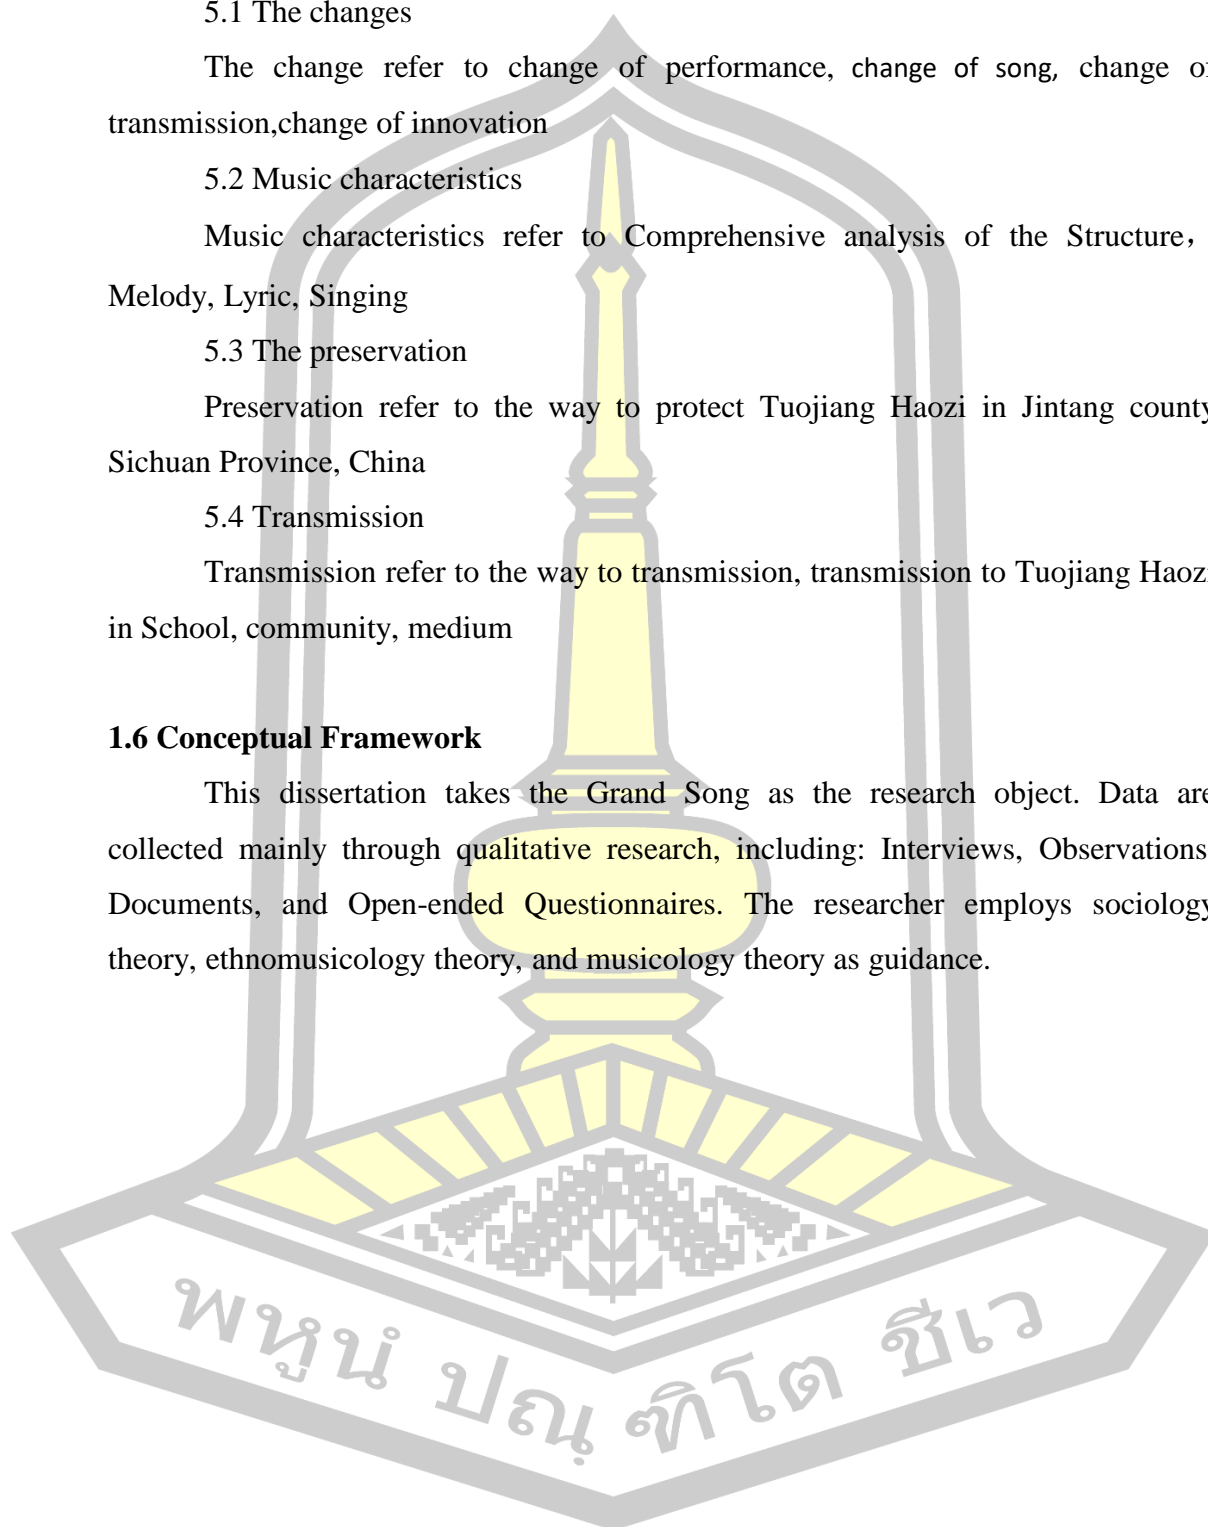 5.1 The changes
The change refer to change of performance, change of song, change of
transmission,change of innovation
5.2 Music characteristics
Music characteristics refer to Comprehensive analysis of the Structure，
Melody, Lyric, Singing
5.3 The preservation
Preservation refer to the way to protect Tuojiang Haozi in Jintang county
Sichuan Province, China
5.4 Transmission
Transmission refer to the way to transmission, transmission to Tuojiang Haozi
in School, community, medium
1.6 Conceptual Framework
This dissertation takes the Grand Song as the research object. Data are
collected mainly through qualitative research, including: Interviews, Observations
Documents, and Open-ended Questionnaires. The researcher employs sociology
theory, ethnomusicology theory, and musicology theory as guidance.
พหูนํ ปณฺฑิโต ชีเว